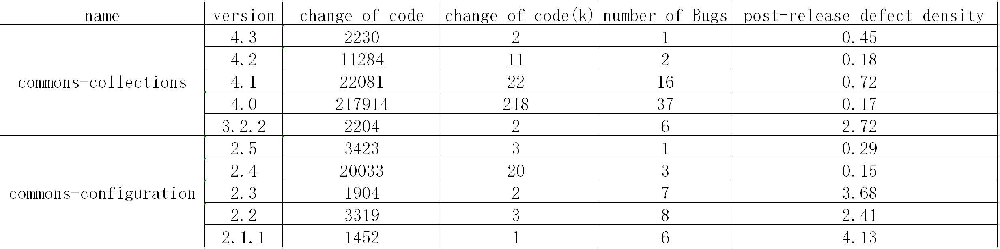 name version change of code change of code(k) number of Bugs post-release defect density
4.3 2230 2 1 0.45
4.2 11284 11 2 0.18
commons-collections 4.1 22081 22 16 0.72
4.0 217914 218 37 0.17
3.2.2 2204 2 6 2.72
2.5 3423 3 1 0.29
2.4 20033 20 3 0.15
commons-configuration 2.3 1904 2 7 3.68
2.2 3319 3 8 2.41
2.1.1 1452 1 6 4.13